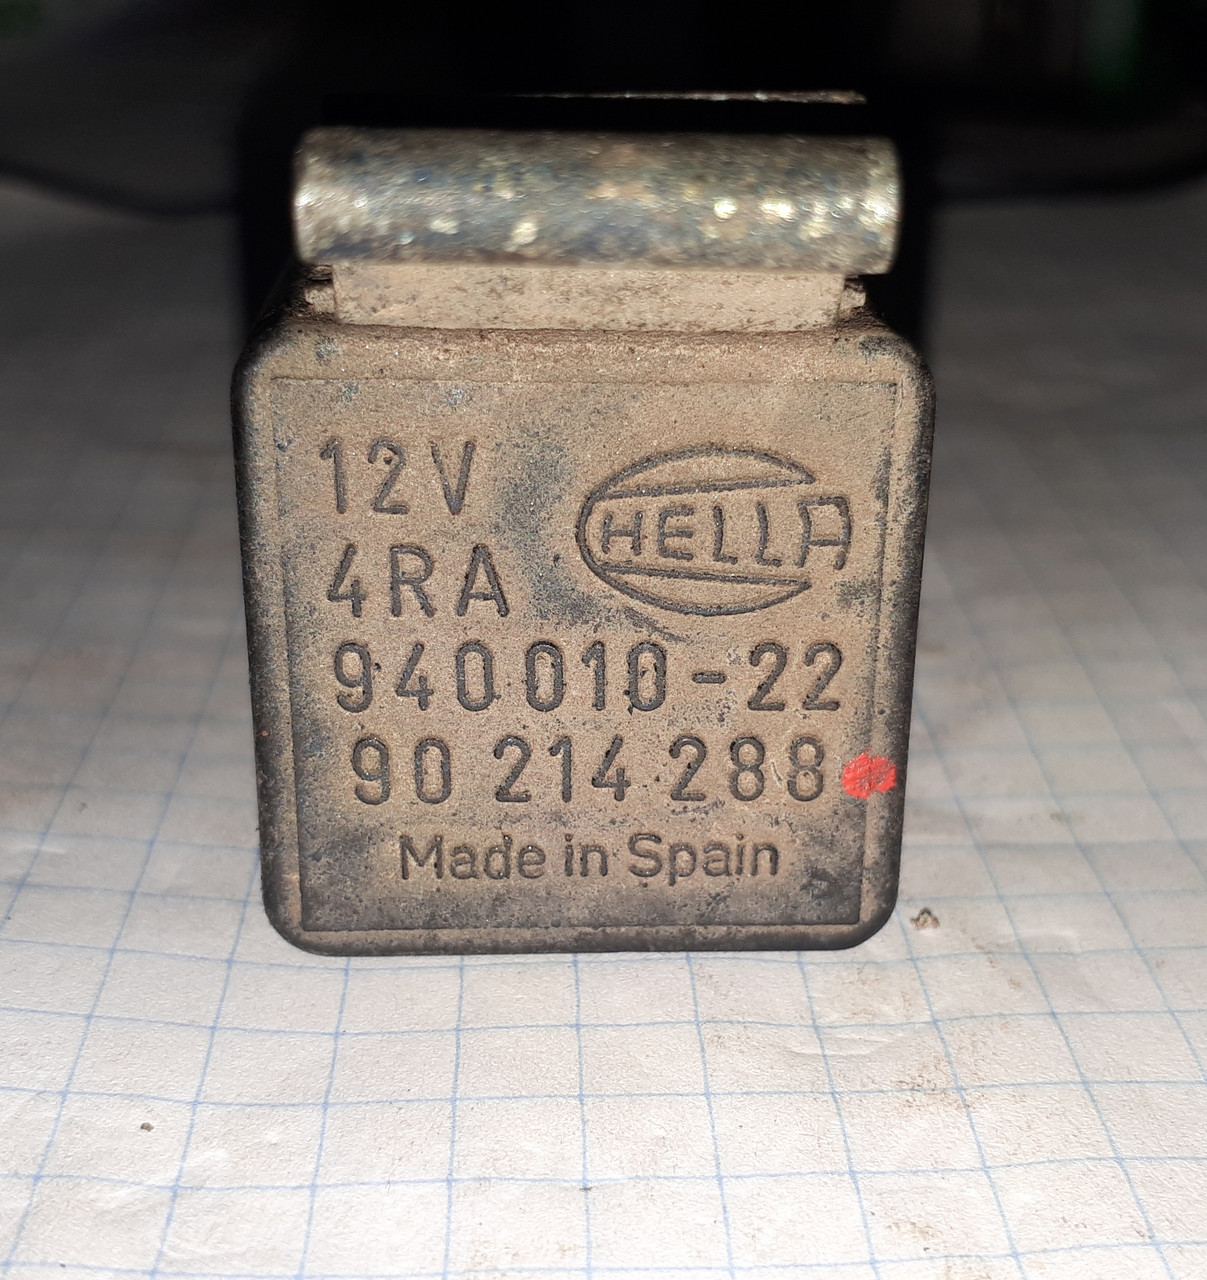 12V
HELLA
4RA
940010-22
90 214 288
Made in Spain